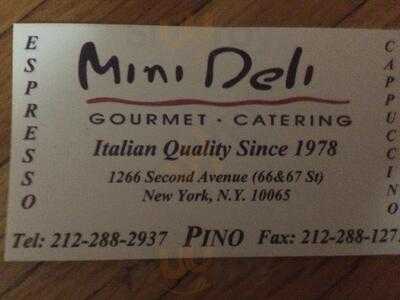 ESPRESSO
Mini Deli
GOURMET · CATERING
Italian Quality Since 1978
1266 Second Avenue (66&67 St)
New York, N.Y. 10065
Tel: 212-288-2937 PINO Fax: 212-288-127
CAPPUCCINO